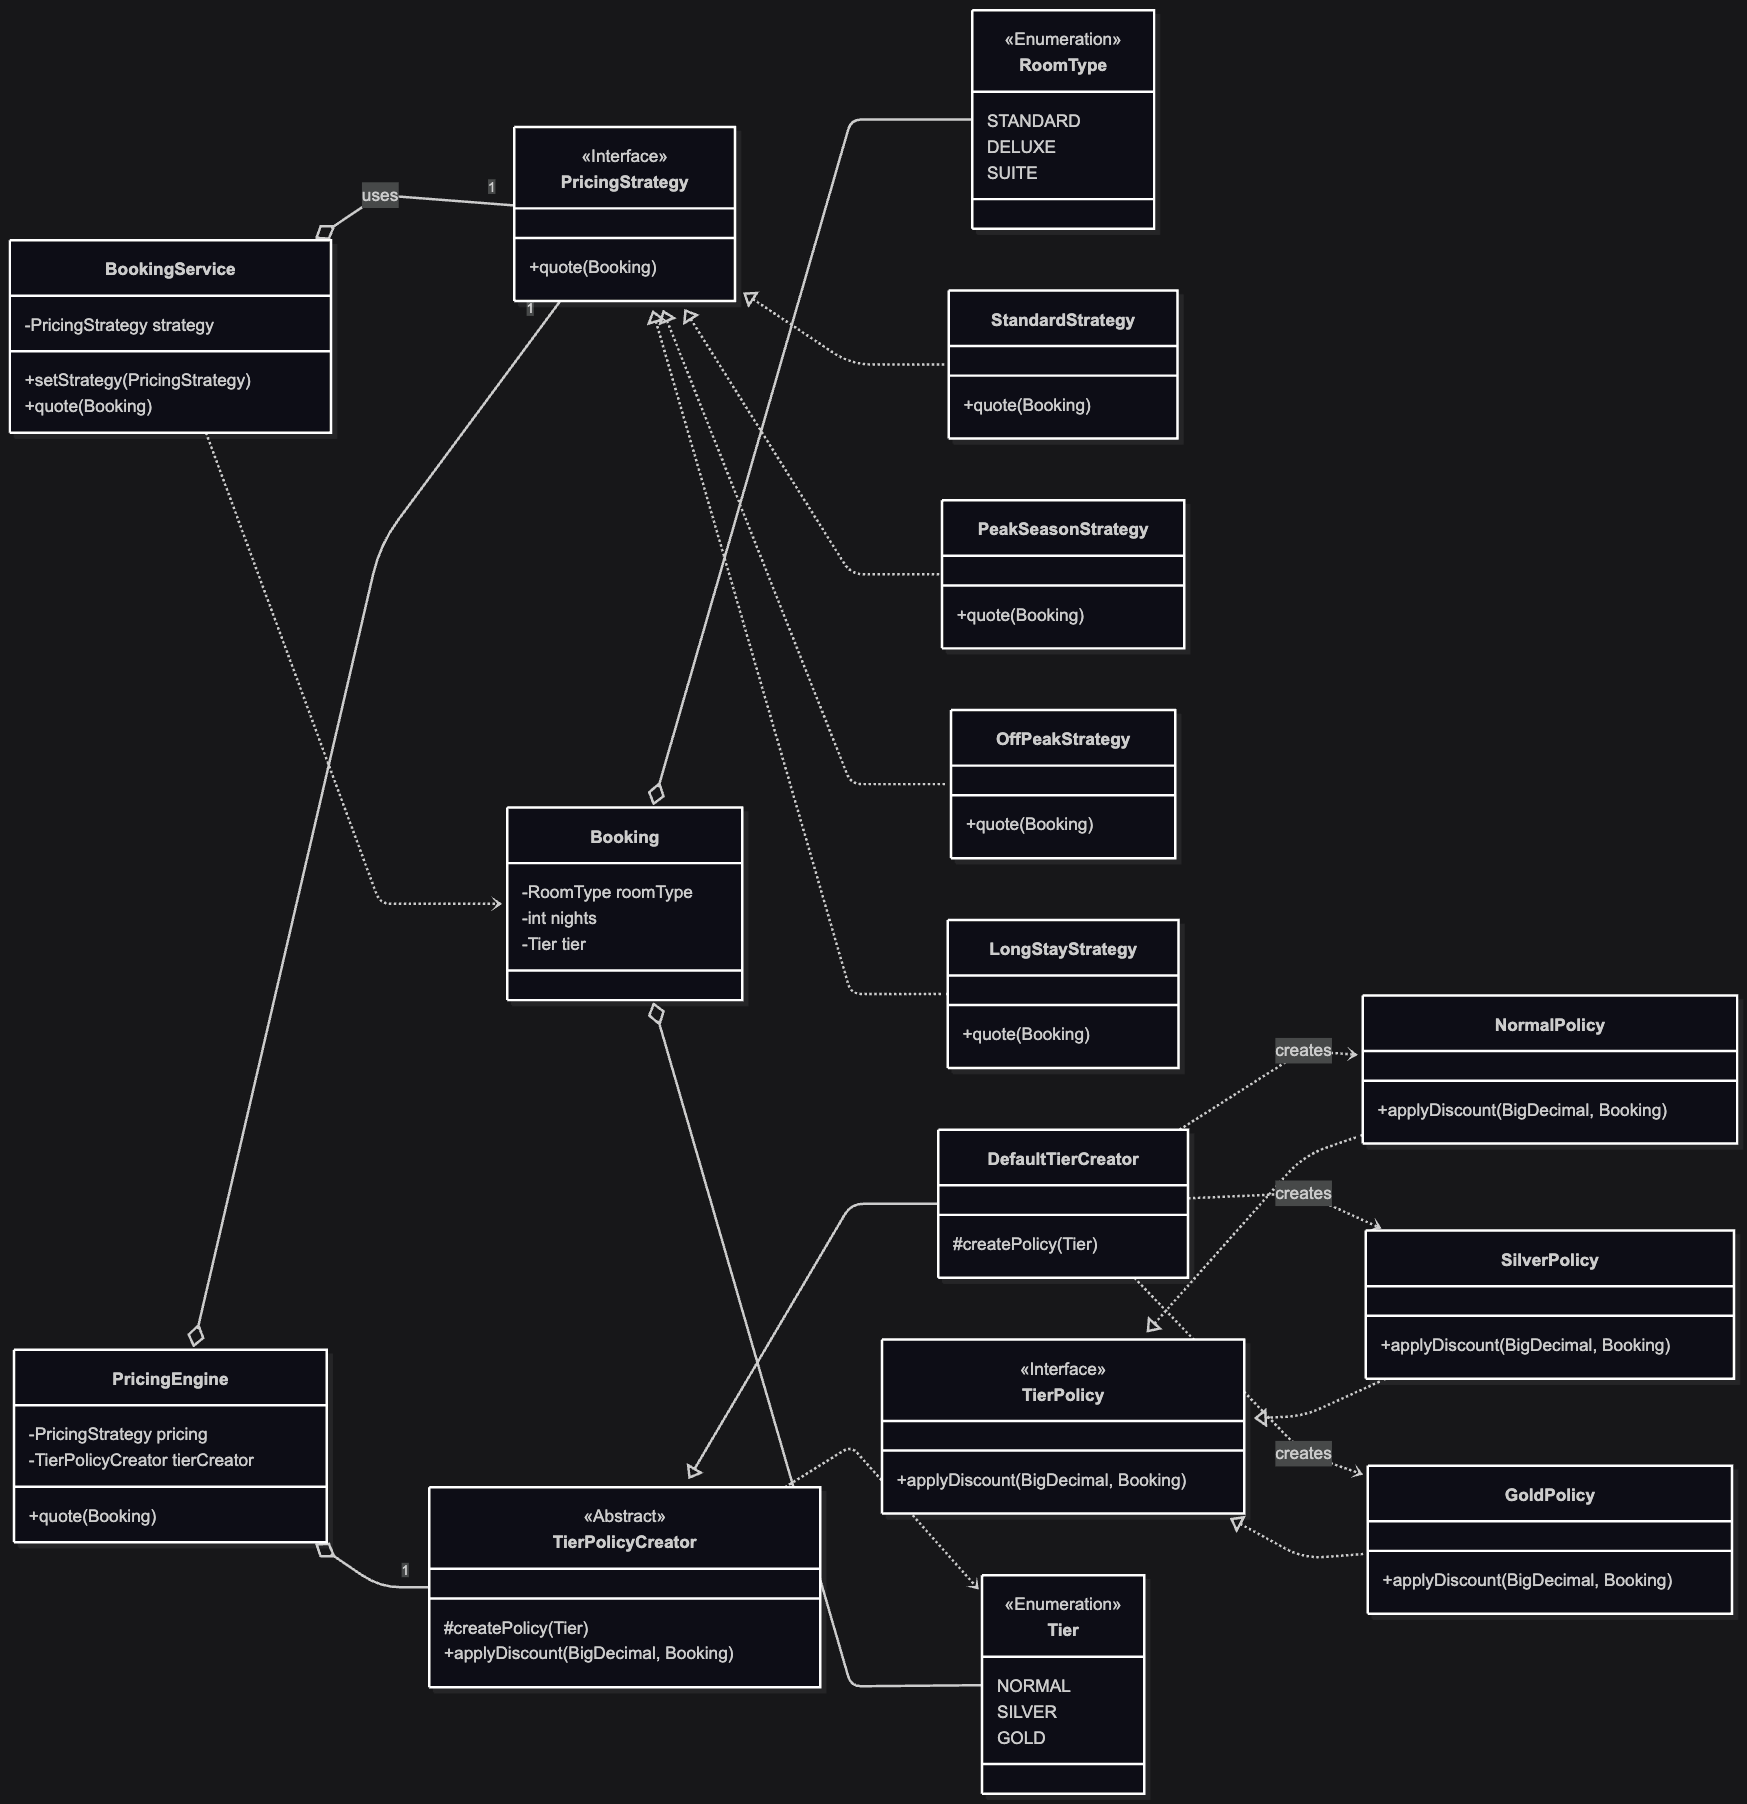 «Enumeration»
RoomType
STANDARD
DELUXE
SUITE
«Interface»
PricingStrategy
+quote(Booking)
uses
1
1
BookingService
-PricingStrategy strategy
+setStrategy(PricingStrategy)
+quote(Booking)
StandardStrategy
+quote(Booking)
PeakSeasonStrategy
+quote(Booking)
OffPeakStrategy
+quote(Booking)
Booking
-RoomType roomType
-int nights
-Tier tier
LongStayStrategy
+quote(Booking)
NormalPolicy
+applyDiscount(BigDecimal, Booking)
creates
DefaultTierCreator
#createPolicy(Tier)
creates
SilverPolicy
+applyDiscount(BigDecimal, Booking)
PricingEngine
-PricingStrategy pricing
-TierPolicyCreator tierCreator
+quote(Booking)
1
«Interface»
TierPolicy
+applyDiscount(BigDecimal, Booking)
creates
GoldPolicy
+applyDiscount(BigDecimal, Booking)
«Abstract»
TierPolicyCreator
#createPolicy(Tier)
+applyDiscount(BigDecimal, Booking)
«Enumeration»
Tier
NORMAL
SILVER
GOLD